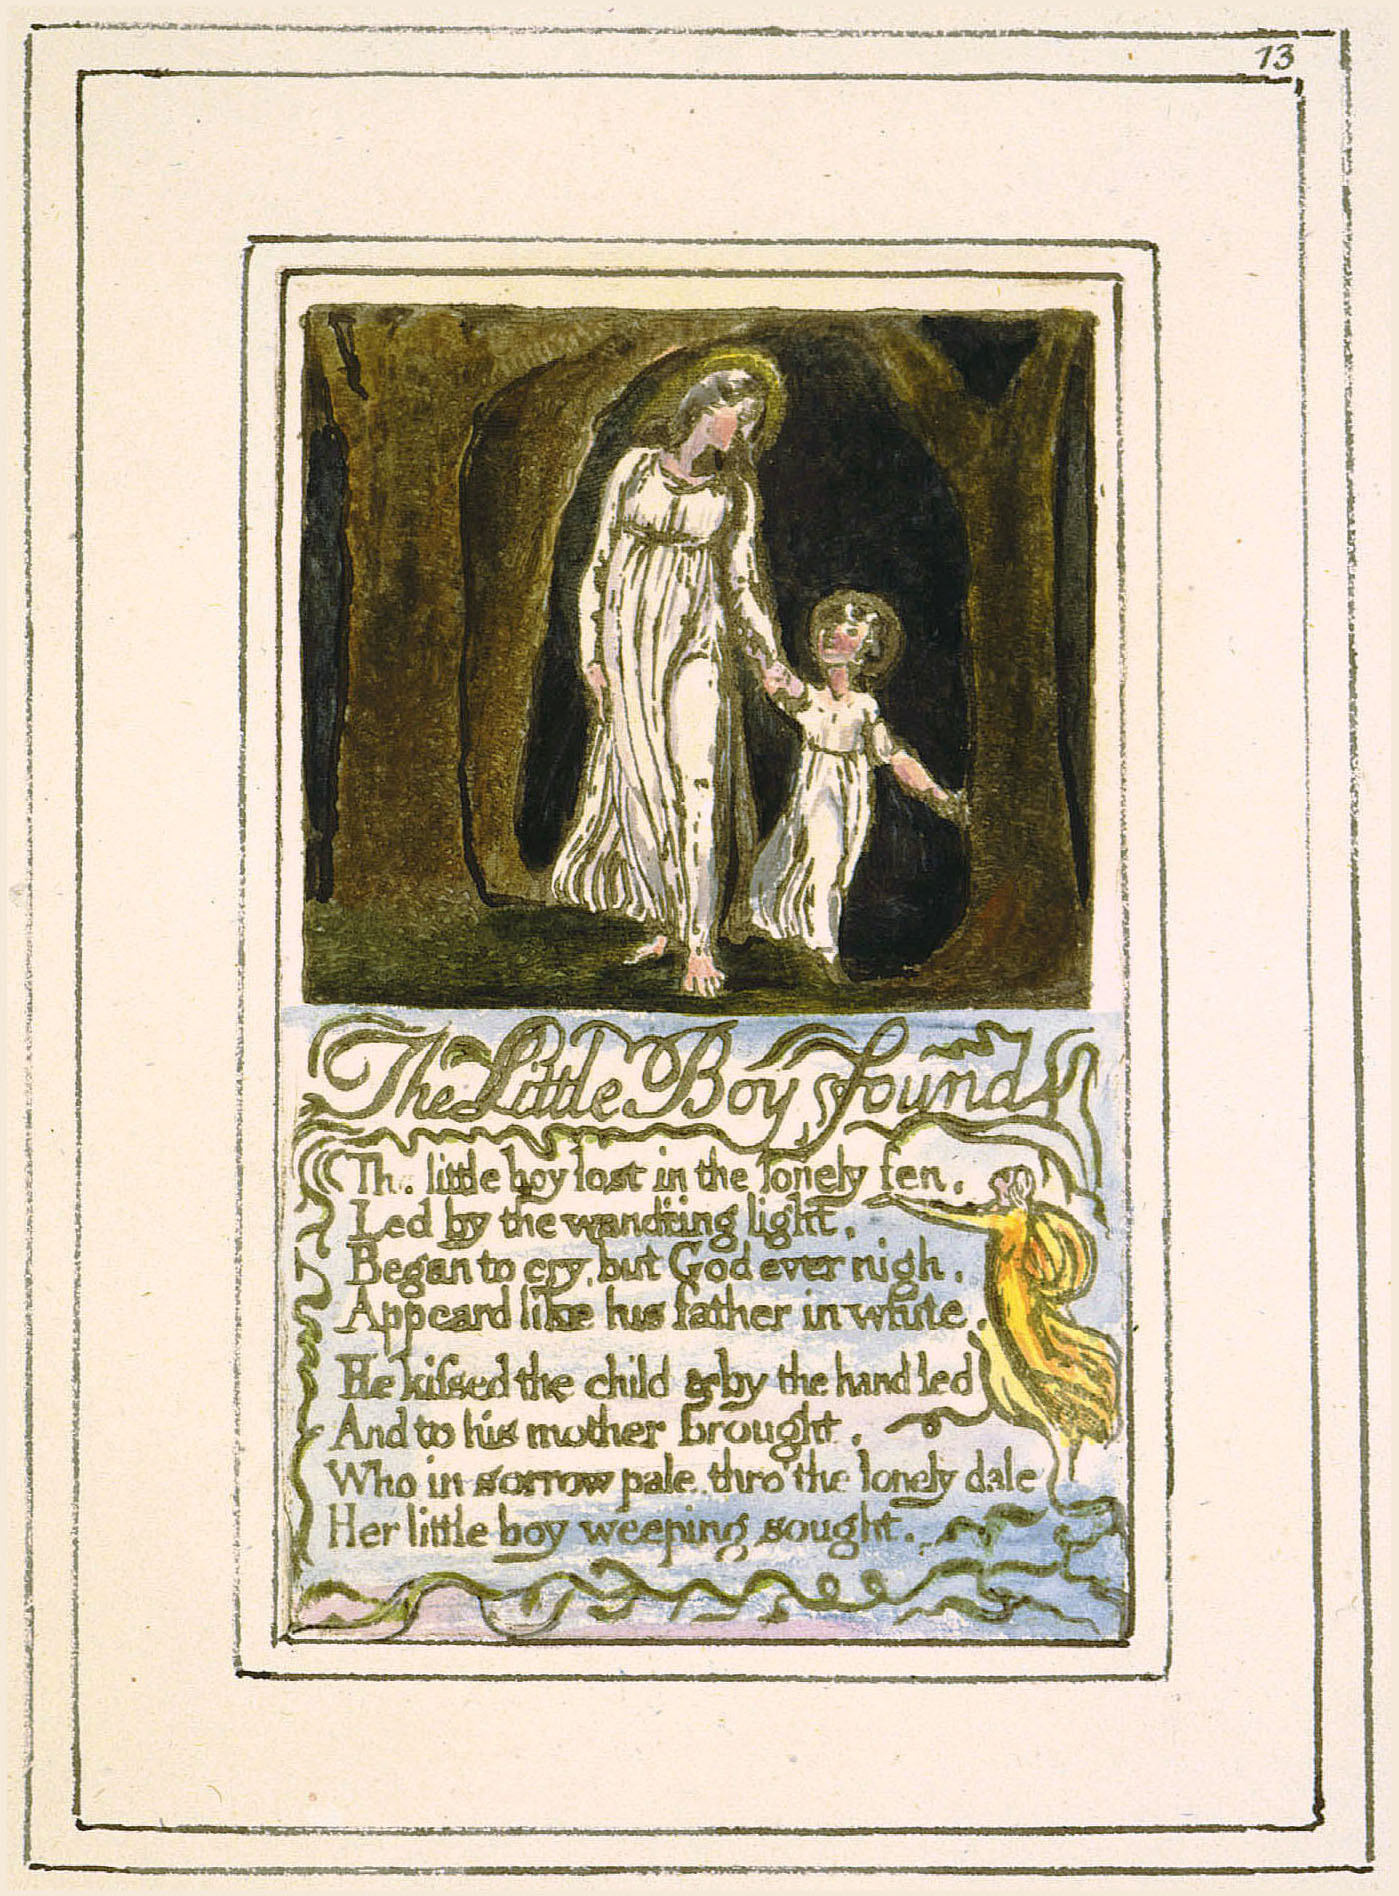 13
The Little Boy found
The little boy lost in the lonely fen,
Led by the wand'ring light,
Began to cry, but God ever nigh,
Appeard like his father in white.
He kissed the child & by the hand led
And to his mother brought,
Who in sorrow pale, thro' the lonely dale
Her little boy weeping sought.